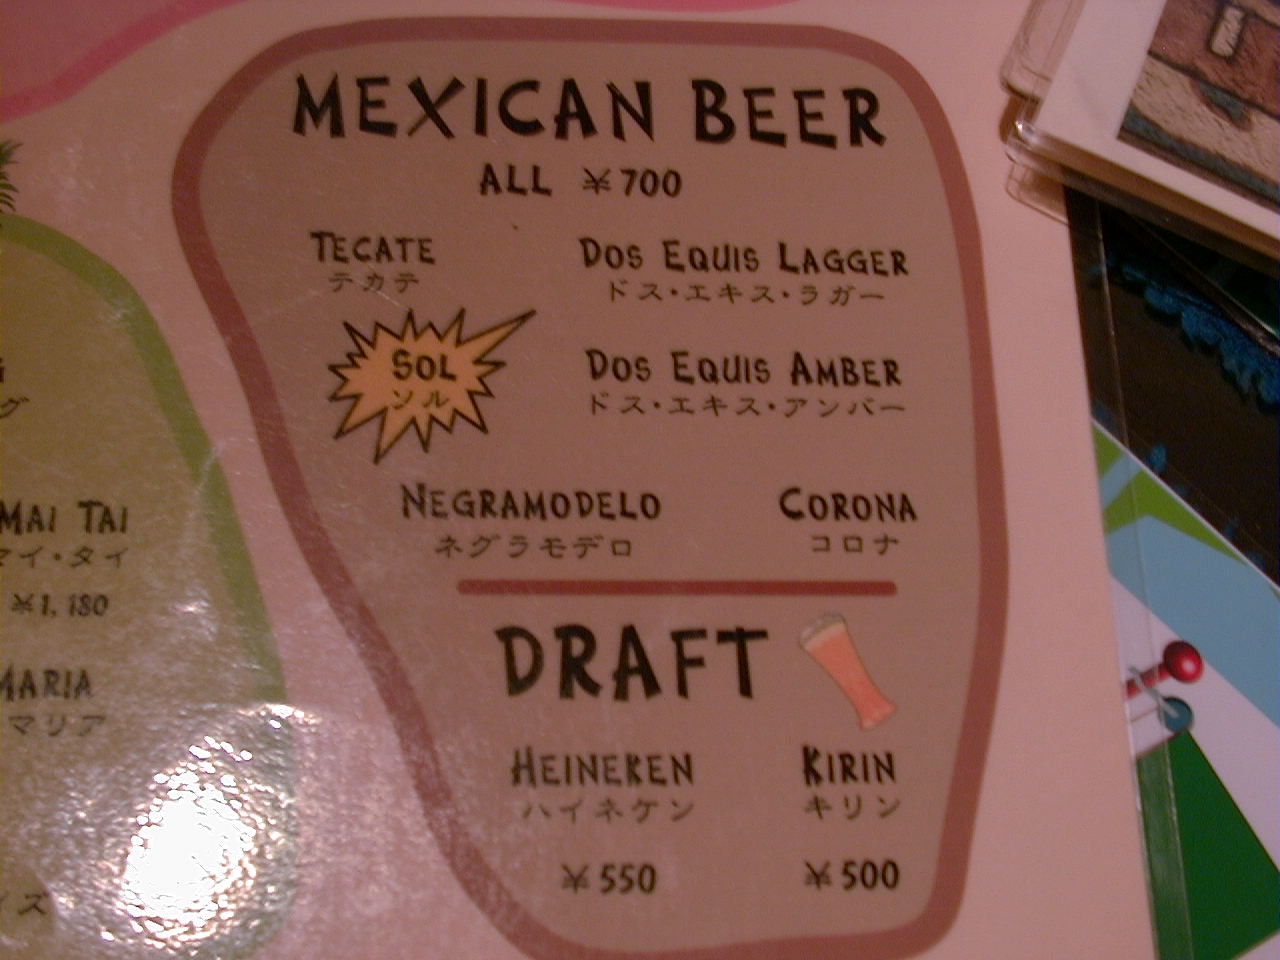 MEXICAN BEER
ALL ¥700
TECATE
テカテ
DOS EQUIS LAGGER
ドス・エキス・ラガー
SOL
ソル
DOS EQUIS AMBER
ドス・エキス・アンバー
NEGRAMODELO
ネグラモデロ
CORONA
コロナ
DRAFT
HEINEKEN
ハイネケン
¥550
KIRIN
キリン
¥500
MAI TAI
マイ・タイ
¥1,180
MARIA
マリア